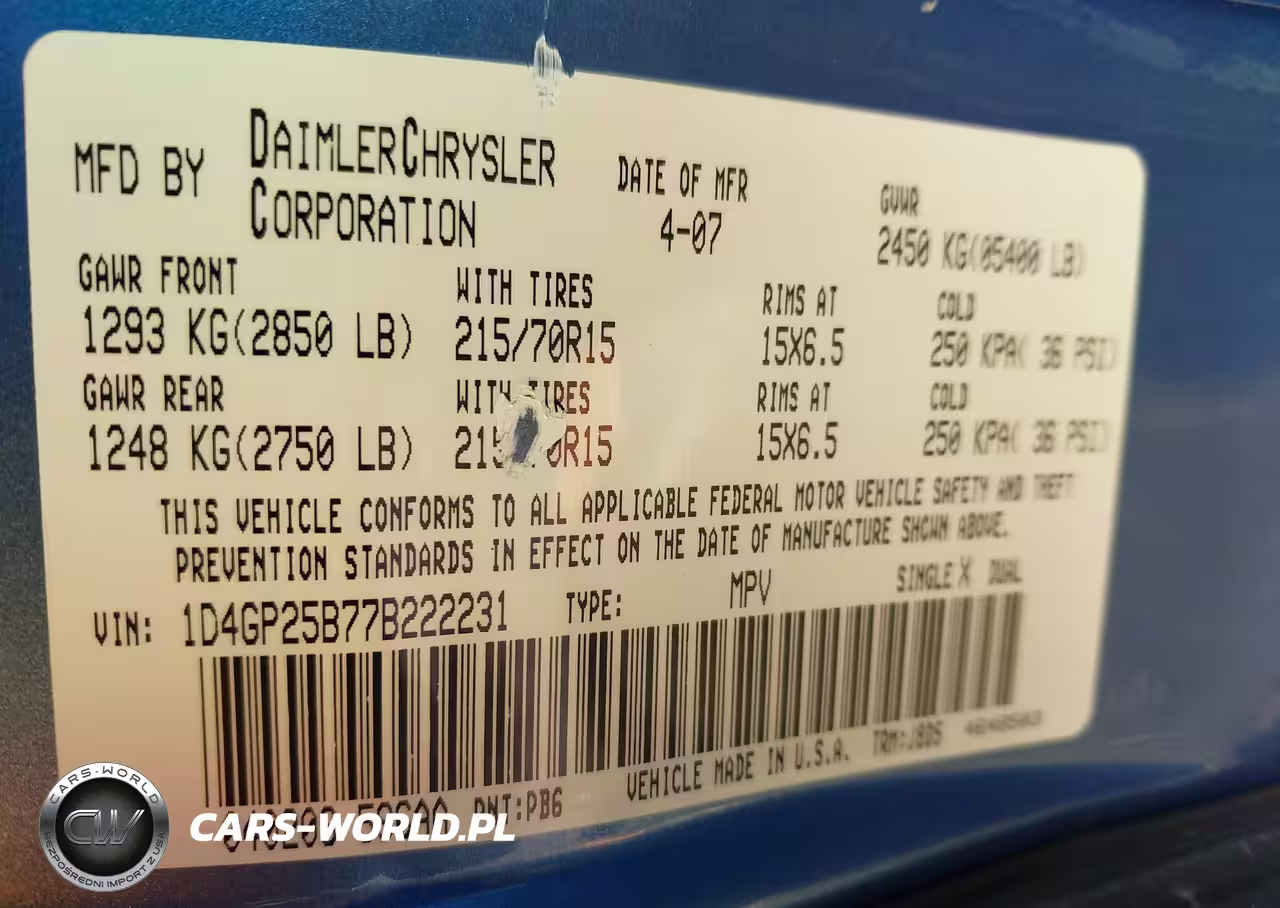 MFD BY DAIMLERCHRYSLER CORPORATION
DATE OF MFR
4-07
GVWR
2450 KG(05400 LB)
GAWR FRONT WITH TIRES RIMS AT COLD
1293 KG(2850 LB) 215/70R15 15X6.5 250 KPA( 36 PSI)
GAWR REAR WITH TIRES RIMS AT COLD
1248 KG(2750 LB) 15X6.5 250 KPA( 36 PSI)
THIS VEHICLE CONFORMS TO ALL APPLICABLE FEDERAL MOTOR VEHICLE SAFETY AND THEFT
PREVENTION STANDARDS IN EFFECT ON THE DATE OF MANUFACTURE SHOWN ABOVE.
VIN: 1D4GP25B77B222231 TYPE: MPV SINGLE X DUAL
PNT:PB6 VEHICLE MADE IN U.S.A.
CARS-WORLD
CW
BEZPOŚREDNI IMPORT Z USA
CARS-WORLD.PL